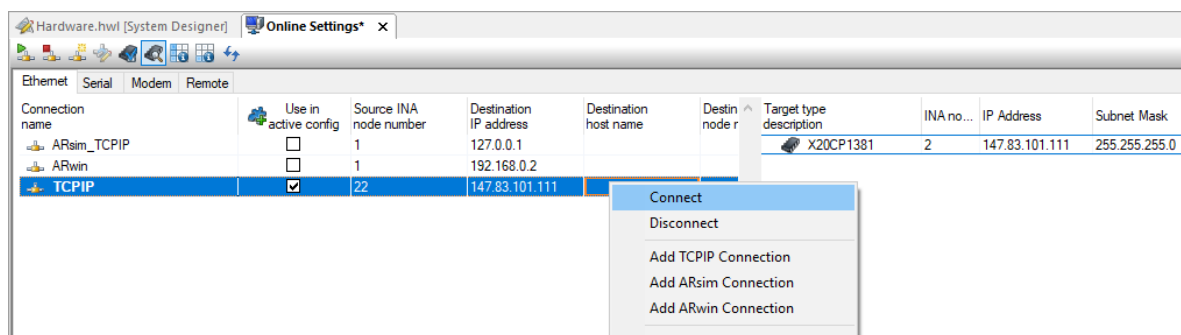 Hardware.hwl [System Designer] Online Settings* x
Ethernet Serial Modem Remote
Connection name Use in active config Source INA node number Destination IP address Destination host name Destin node r Target type description INA no... IP Address Subnet Mask
ARsim_TCPIP 1 127.0.0.1 X20CP1381 2 147.83.101.111 255.255.255.0
ARwin 1 192.168.0.2
TCPIP 22 147.83.101.111
Connect
Disconnect
Add TCPIP Connection
Add ARsim Connection
Add ARwin Connection